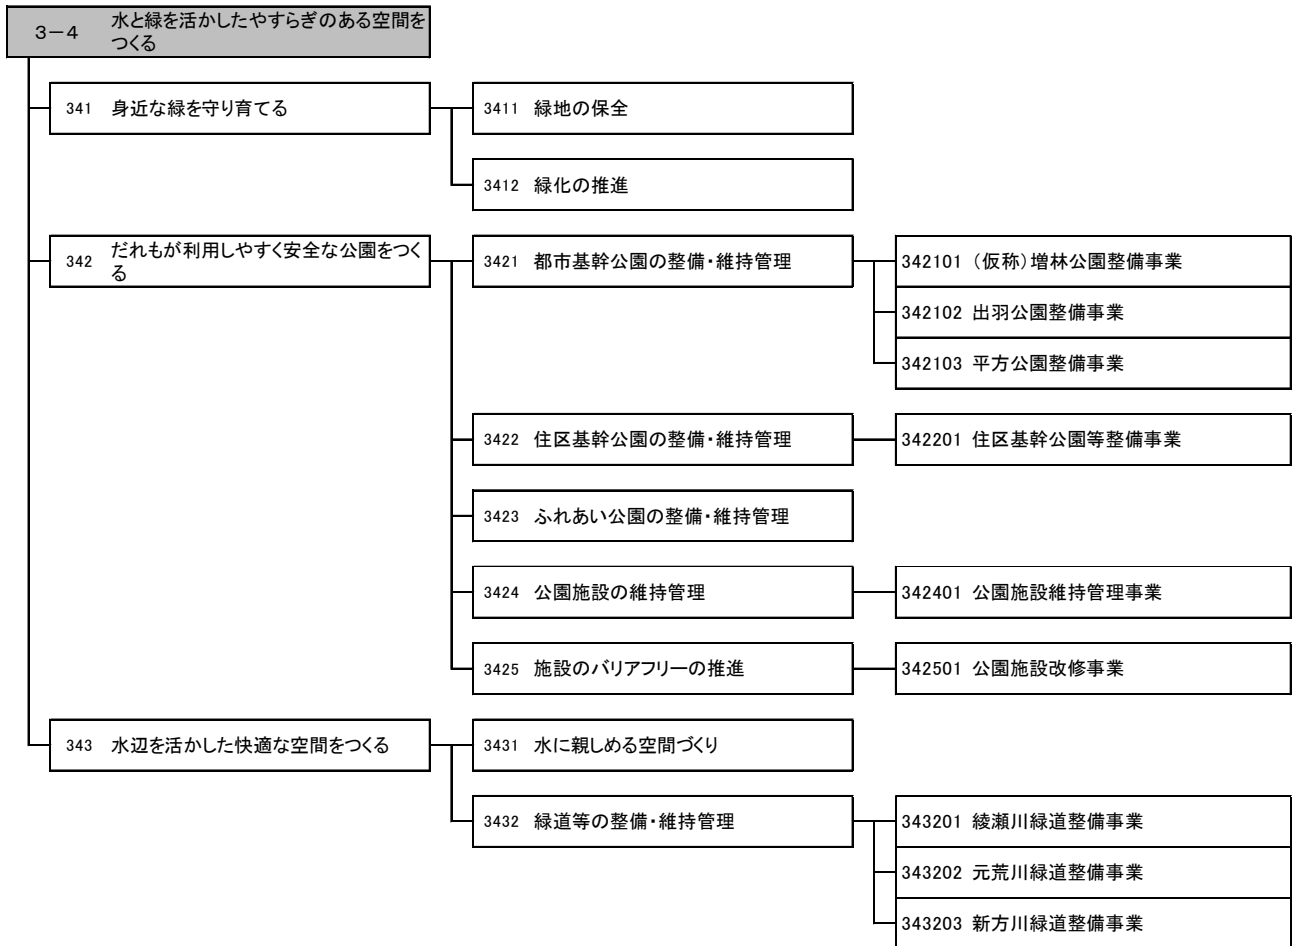 3－4 水と緑を活かしたやすらぎのある空間を
つくる
341 身近な緑を守り育てる
3411 緑地の保全
3412 緑化の推進
342 だれもが利用しやすく安全な公園をつく
る
3421 都市基幹公園の整備・維持管理
342101 （仮称）増林公園整備事業
342102 出羽公園整備事業
342103 平方公園整備事業
3422 住区基幹公園の整備・維持管理
342201 住区基幹公園等整備事業
3423 ふれあい公園の整備・維持管理
3424 公園施設の維持管理
342401 公園施設維持管理事業
3425 施設のバリアフリーの推進
342501 公園施設改修事業
343 水辺を活かした快適な空間をつくる
3431 水に親しめる空間づくり
3432 緑道等の整備・維持管理
343201 綾瀬川緑道整備事業
343202 元荒川緑道整備事業
343203 新方川緑道整備事業